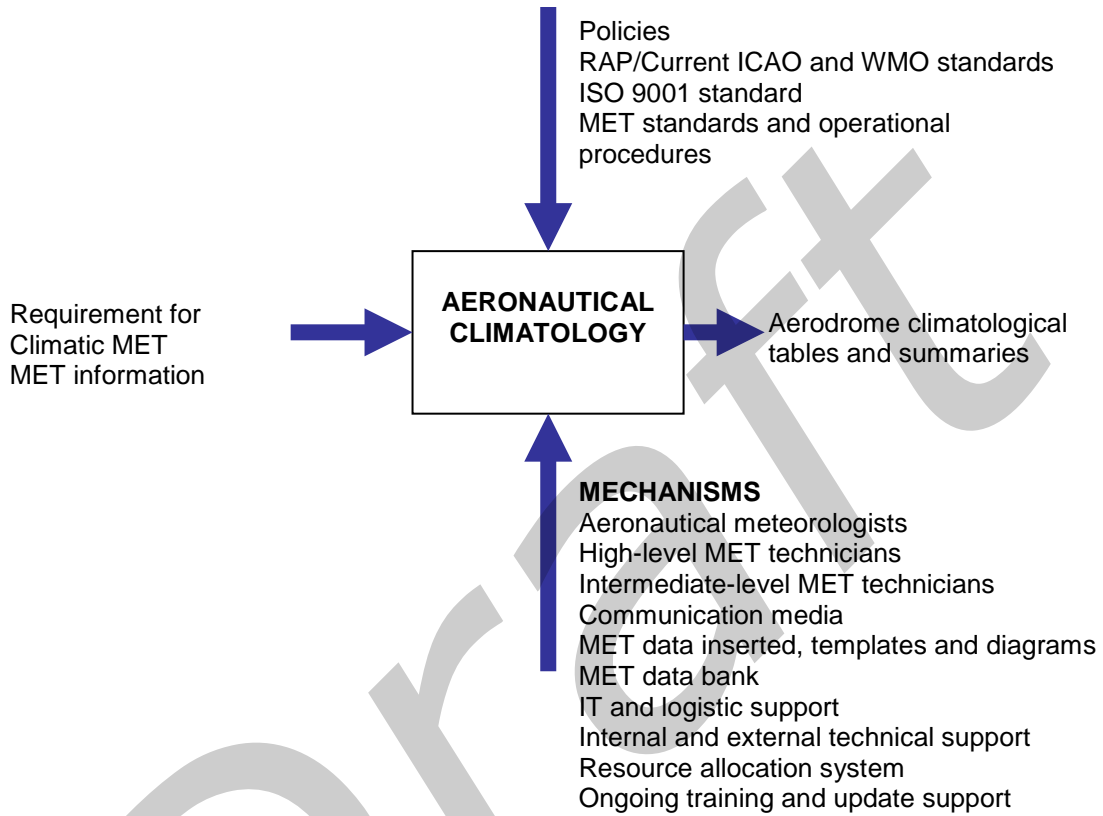 Policies
RAP/Current ICAO and WMO standards
ISO 9001 standard
MET standards and operational
procedures
AERONAUTICAL
CLIMATOLOGY
Requirement for
Climatic MET
MET information
Aerodrome climatological
tables and summaries
MECHANISMS
Aeronautical meteorologists
High-level MET technicians
Intermediate-level MET technicians
Communication media
MET data inserted, templates and diagrams
MET data bank
IT and logistic support
Internal and external technical support
Resource allocation system
Ongoing training and update support
Draft